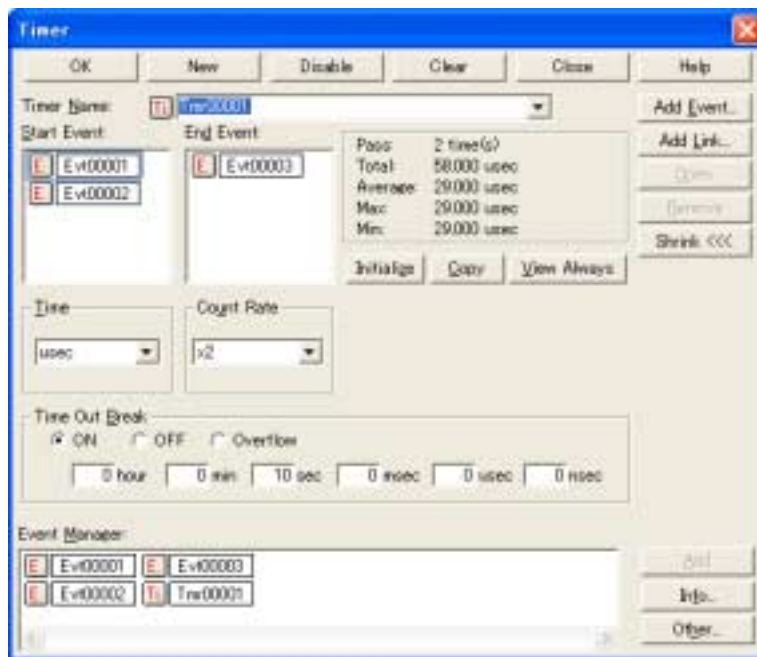 Timer
OK New Disable Clear Close Help
Timer Name: Ti Tmr00001 Add Event...
Start Event End Event Add Link...
E Evt00001 E Evt00003 Pass: 2 time(s) Open
E Evt00002 Total: 58.000 usec Remove
Average: 29.000 usec Shrink <<<
Max: 29.000 usec
Min: 29.000 usec
Initialize Copy View Always
Time Count Rate
usec x2
Time Out Break
ON OFF Overflow
0 hour 0 min 10 sec 0 msec 0 usec 0 nsec
Event Manager:
E Evt00001 E Evt00003 Add
E Evt00002 Ti Tmr00001 Info...
Other...